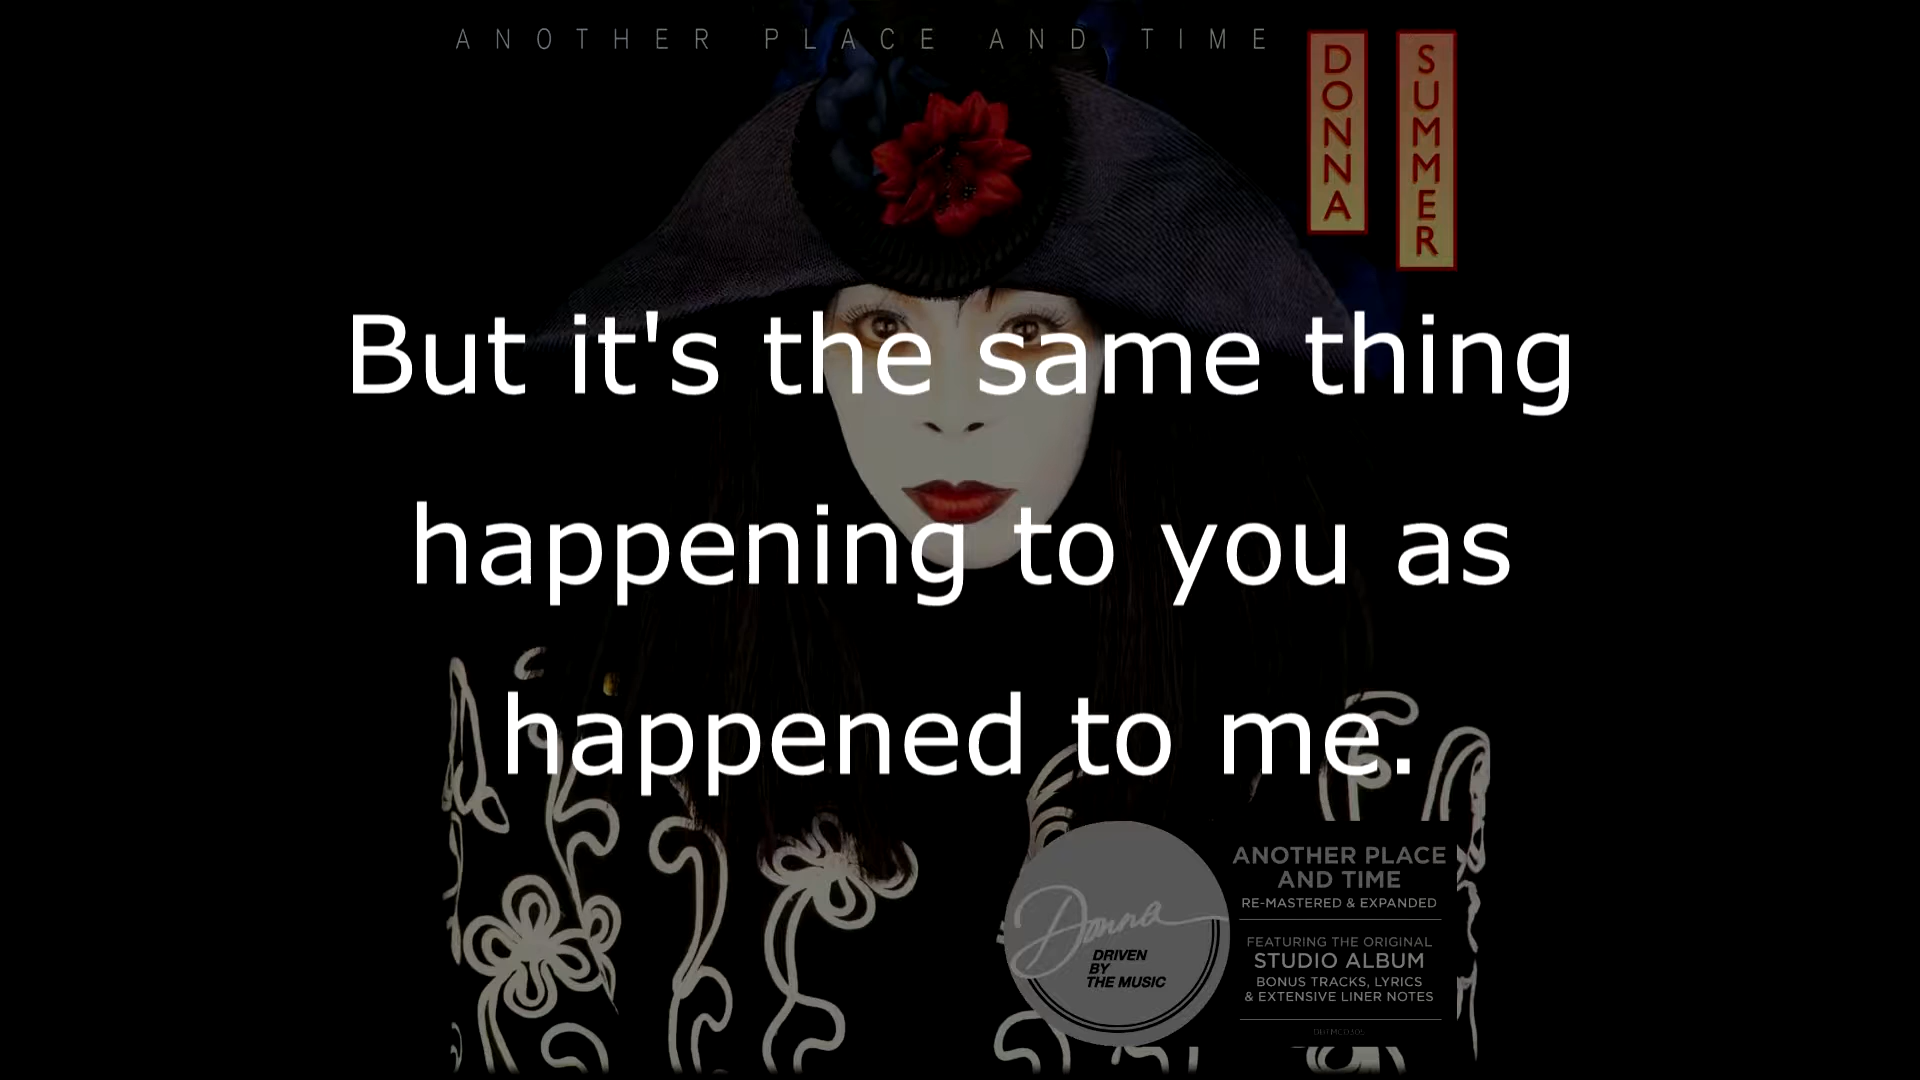 ANOTHER PLACE AND TIME
DONNA
SUMMER
But it's the same thing
happening to you as
happened to me.
Donna
DRIVEN
BY
THE MUSIC
ANOTHER PLACE
AND TIME
RE-MASTERED & EXPANDED
FEATURING THE ORIGINAL
STUDIO ALBUM
BONUS TRACKS, LYRICS
& EXTENSIVE LINER NOTES